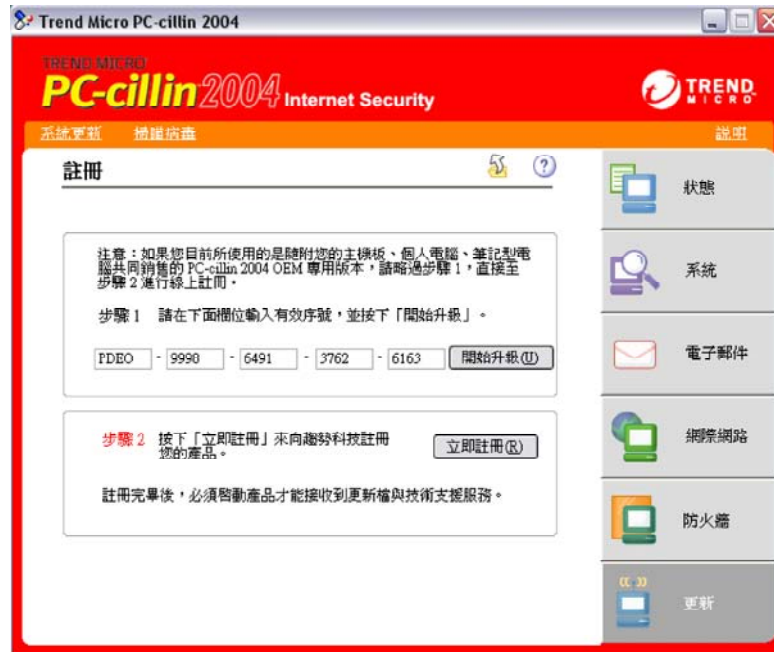 Trend Micro PC-cillin 2004
TREND MICRO
PC-cillin 2004 Internet Security
TREND
MICRO
系統更新 掃瞄病毒 說明
註冊
注意：如果您目前所使用的是隨附您的主機板、個人電腦、筆記型電
腦共同銷售的 PC-cillin 2004 OEM 專用版本，請略過步驟 1，直接至
步驟 2 進行線上註冊。
步驟 1 請在下面欄位輸入有效序號，並按下「開始升級」。
PDEO - 9990 - 6491 - 3762 - 6163 開始升級(U)
步驟 2 按下「立即註冊」來向趨勢科技註冊
您的產品。
立即註冊(R)
註冊完畢後，必須啟動產品才能接收到更新檔與技術支援服務。
狀態
系統
電子郵件
網際網路
防火牆
更新